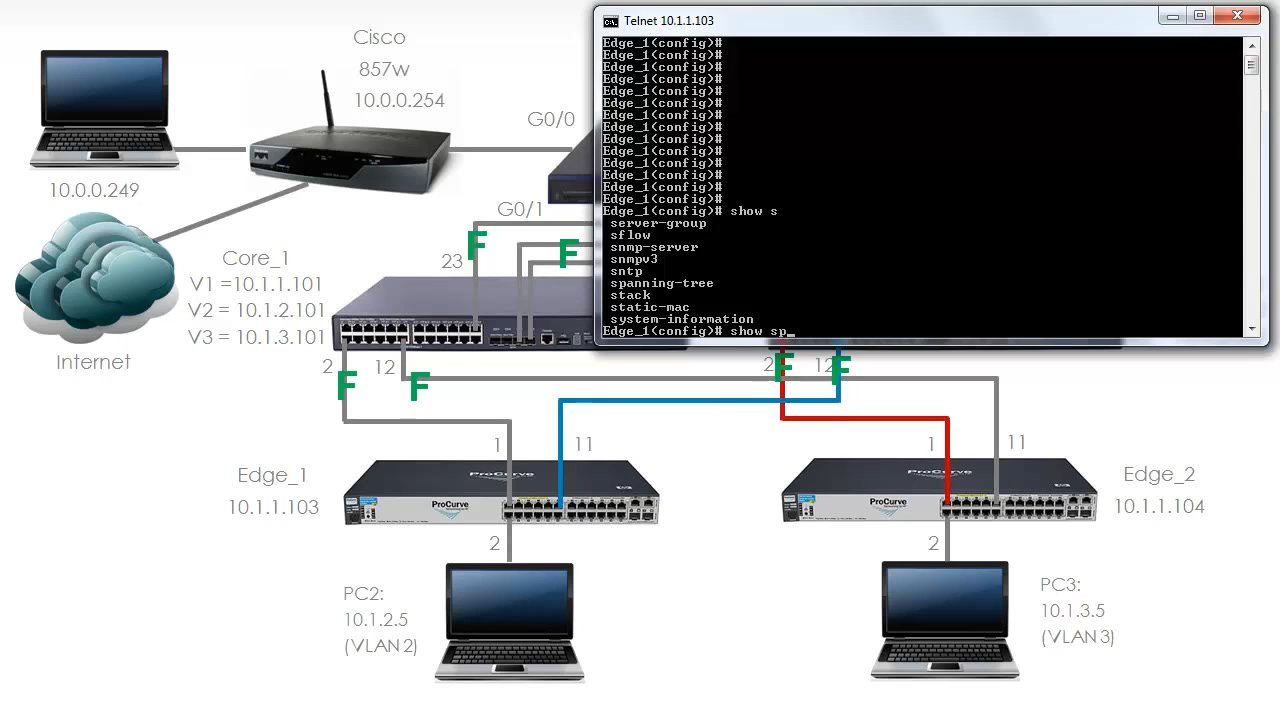 Cisco
857w
10.0.0.254
10.0.0.249
G0/0
G0/1
Telnet 10.1.1.103
Edge_1(config)#
Edge_1(config)#
Edge_1(config)#
Edge_1(config)#
Edge_1(config)#
Edge_1(config)#
Edge_1(config)#
Edge_1(config)#
Edge_1(config)#
Edge_1(config)#
Edge_1(config)#
Edge_1(config)#
Edge_1(config)#
Edge_1(config)#
Edge_1(config)# show s
server-group
sflow
snmp-server
snmpv3
sntp
spanning-tree
stack
static-mac
system-information
Edge_1(config)# show sp_
Internet
Core_1
V1 =10.1.1.101
V2 = 10.1.2.101
V3 = 10.1.3.101
23
F
F
2
F
12
F
2
F
12
F
1
11
1
11
Edge_1
10.1.1.103
ProCurve
ProCurve
Edge_2
10.1.1.104
ProCurve
ProCurve
2
2
PC2:
10.1.2.5
(VLAN 2)
PC3:
10.1.3.5
(VLAN 3)